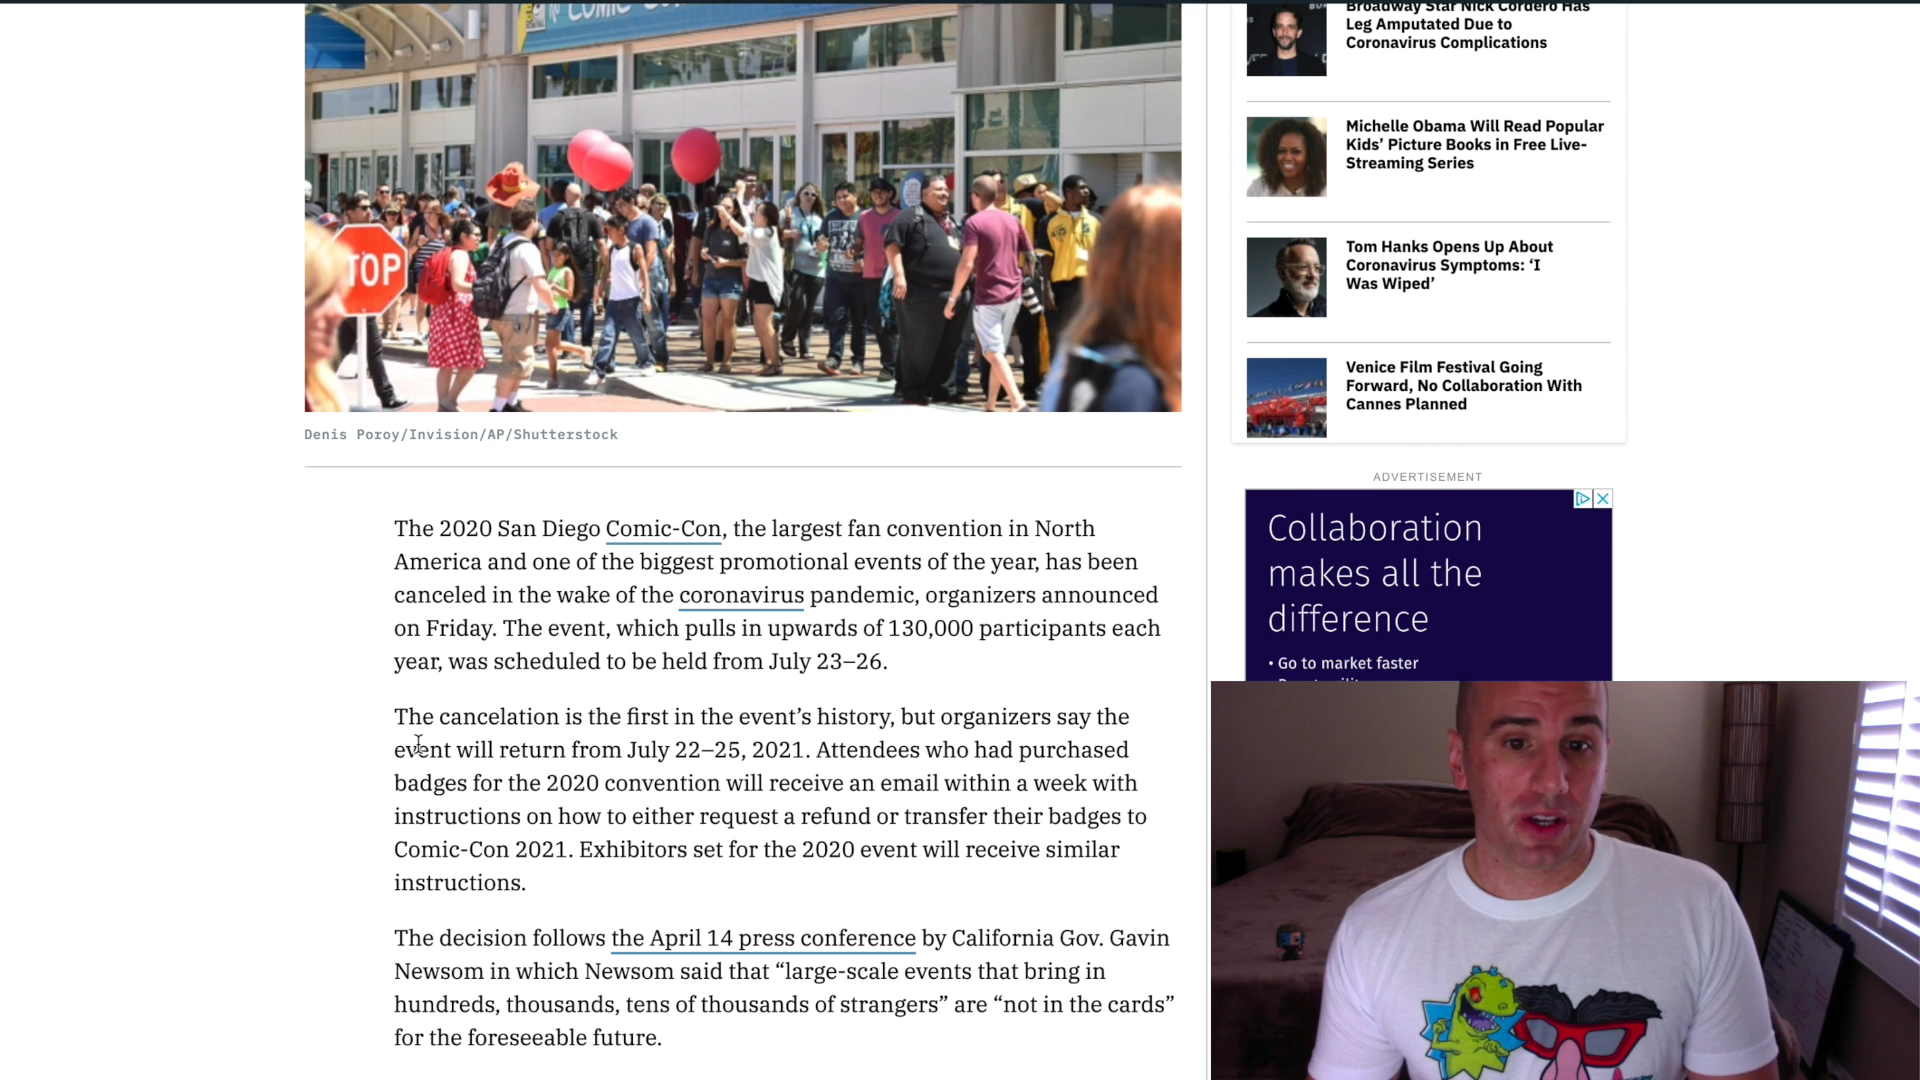 COMIC CON
TOP
Denis Poroy/Invision/AP/Shutterstock
The 2020 San Diego Comic-Con, the largest fan convention in North
America and one of the biggest promotional events of the year, has been
canceled in the wake of the coronavirus pandemic, organizers announced
on Friday. The event, which pulls in upwards of 130,000 participants each
year, was scheduled to be held from July 23–26.
The cancelation is the first in the event’s history, but organizers say the
event will return from July 22–25, 2021. Attendees who had purchased
badges for the 2020 convention will receive an email within a week with
instructions on how to either request a refund or transfer their badges to
Comic-Con 2021. Exhibitors set for the 2020 event will receive similar
instructions.
The decision follows the April 14 press conference by California Gov. Gavin
Newsom in which Newsom said that “large-scale events that bring in
hundreds, thousands, tens of thousands of strangers” are “not in the cards”
for the foreseeable future.
Broadway Star Nick Cordero Has
Leg Amputated Due to
Coronavirus Complications
Michelle Obama Will Read Popular
Kids’ Picture Books in Free Live-
Streaming Series
Tom Hanks Opens Up About
Coronavirus Symptoms: ‘I
Was Wiped’
Venice Film Festival Going
Forward, No Collaboration With
Cannes Planned
ADVERTISEMENT
Collaboration
makes all the
difference
• Go to market faster